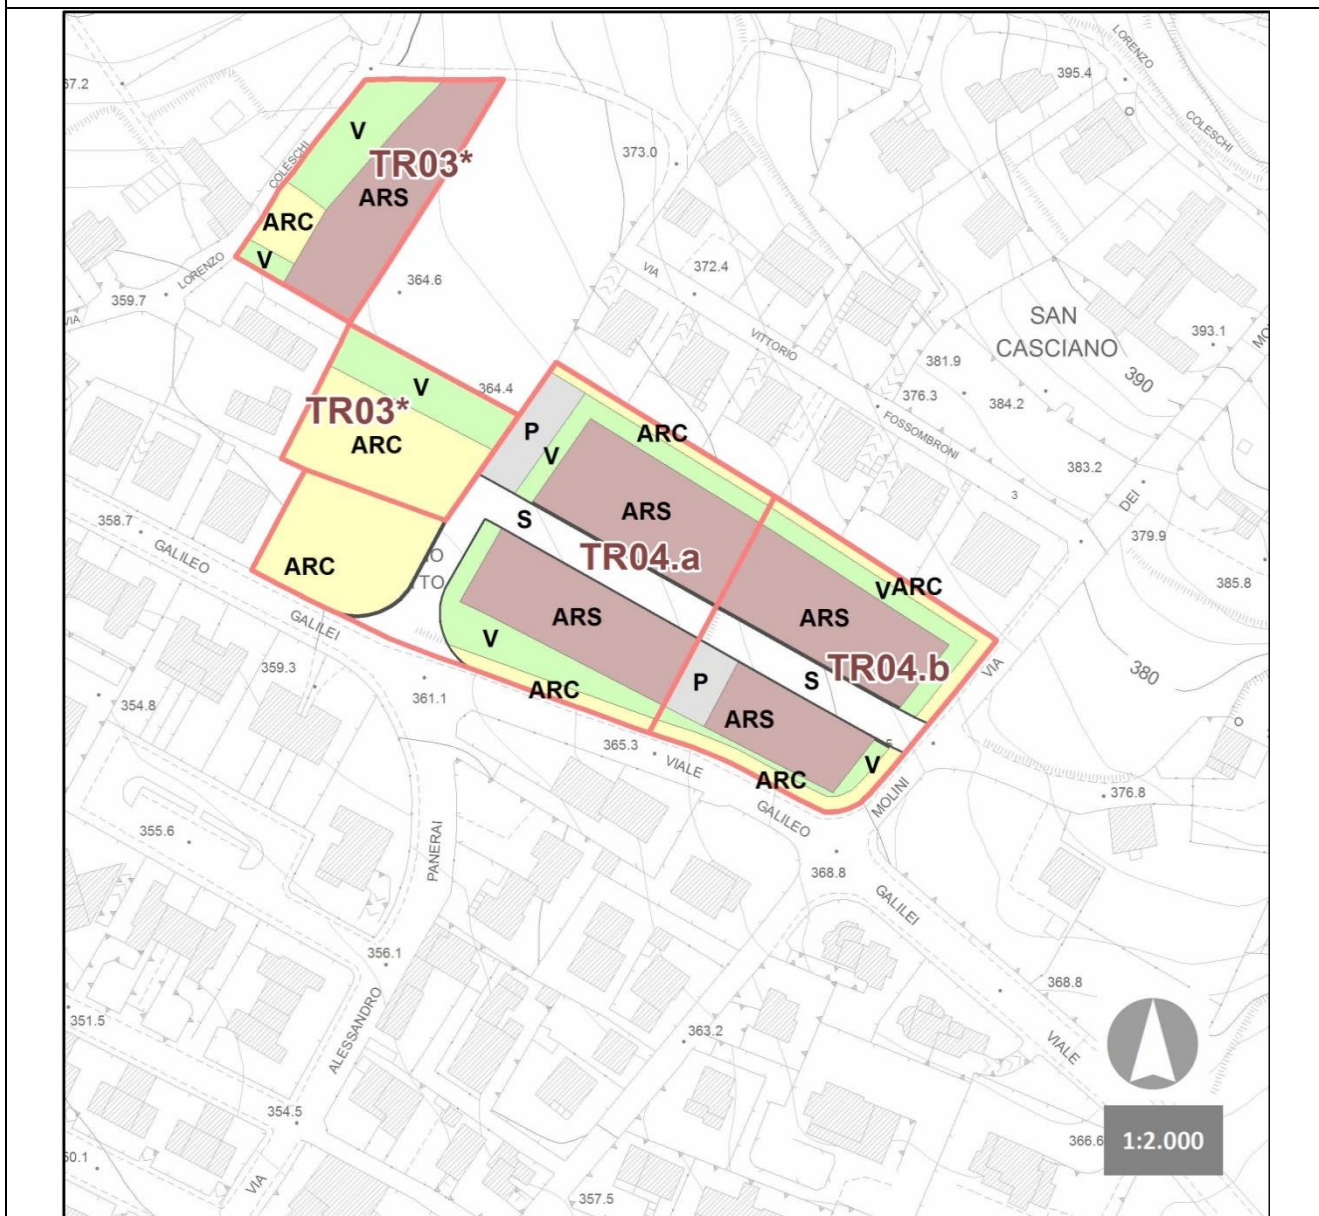 LORENZO
395.4
67.2
COLESCHI
V
373.0
COLESCHI
TR03*
ARS
ARC
V
LORENZO
VIA
372.4
364.6
359.7
VIA
SAN
CASCIANO
393.1
VITTORIO
381.9
390
364.4
V
376.3
384.2
TR03*
FOSSOMBRONI
P
ARC
ARC
V
383.2
3
DEI
358.7
S
ARS
379.9
GALILEO
TR04.a
O
TTO
ARC
385.8
V
ARC
ARS
ARS
GALILEI
V
TR04.b
VIA
359.3
380
P
S
ARC
354.8
361.1
ARS
365.3
VIALE
V
ARC
MOLINI
GALILEO
376.8
355.6
PANERAI
368.8
GALILEI
356.1
368.8
351.5
ALESSANDRO
363.2
VIALE
354.5
366.6
1:2.000
VIA
357.5